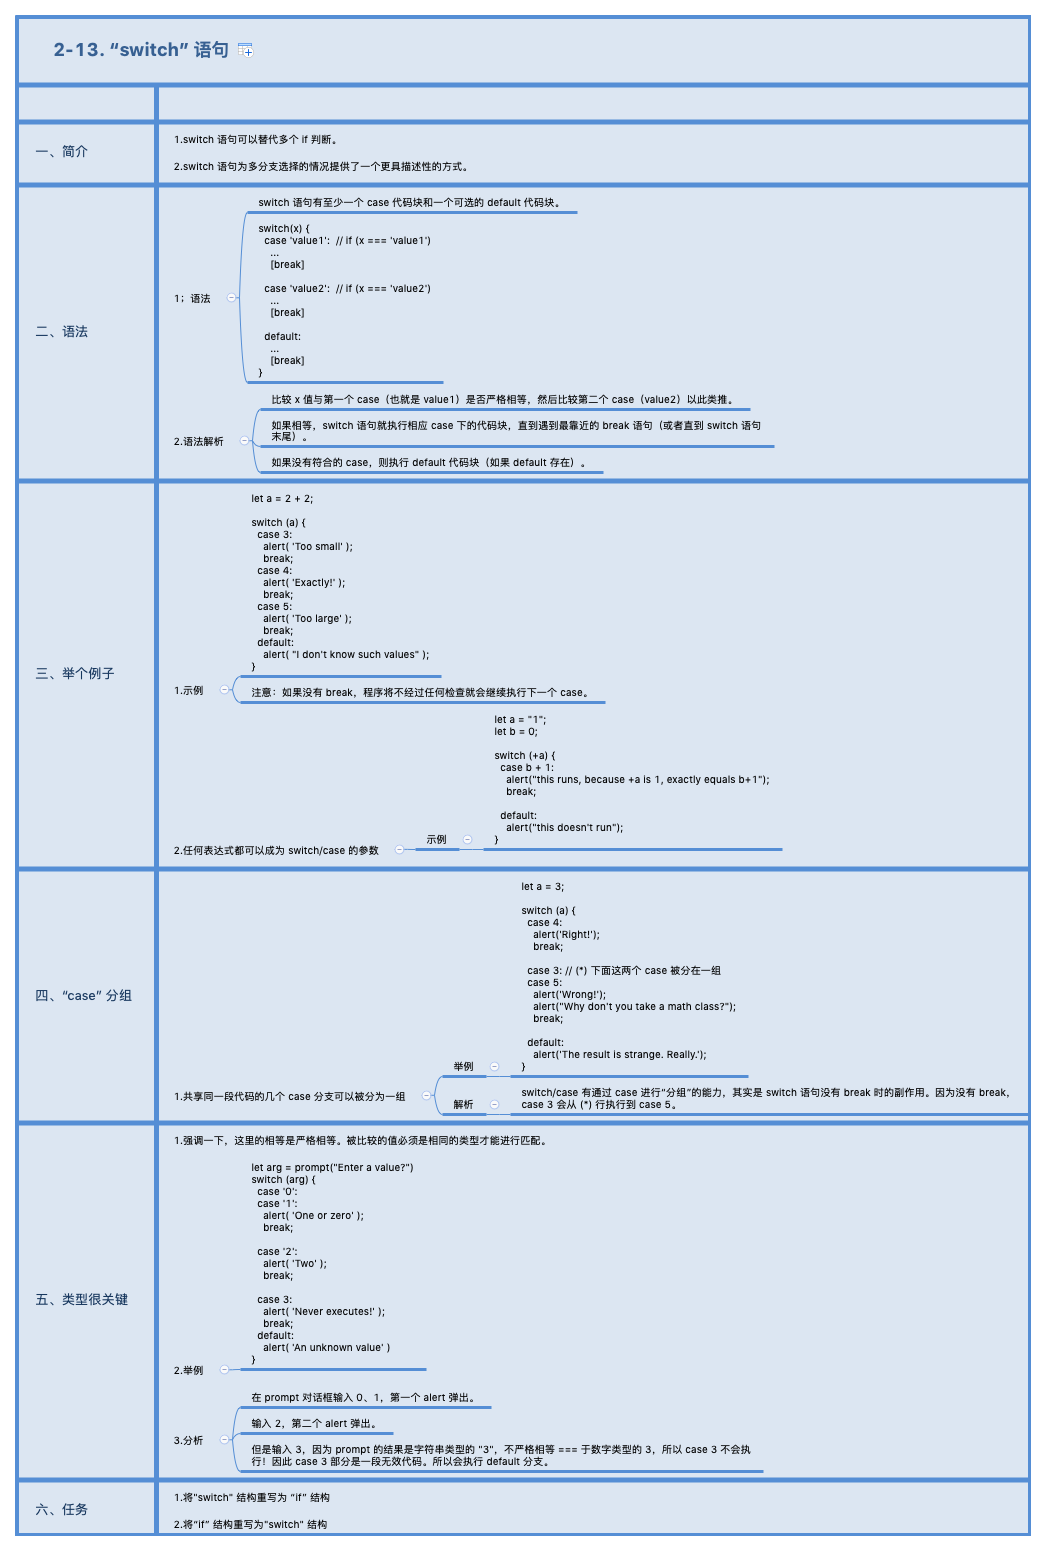 2-13. “switch” 语句
一、简介
1.switch 语句可以替代多个 if 判断。
2.switch 语句为多分支选择的情况提供了一个更具描述性的方式。
二、语法
1；语法
switch 语句有至少一个 case 代码块和一个可选的 default 代码块。
switch(x) {
  case 'value1':  // if (x === 'value1')
    ...
    [break]

  case 'value2':  // if (x === 'value2')
    ...
    [break]

  default:
    ...
    [break]
}
2.语法解析
比较 x 值与第一个 case（也就是 value1）是否严格相等，然后比较第二个 case（value2）以此类推。
如果相等，switch 语句就执行相应 case 下的代码块，直到遇到最靠近的 break 语句（或者直到 switch 语句
末尾）。
如果没有符合的 case，则执行 default 代码块（如果 default 存在）。
三、举个例子
1.示例
let a = 2 + 2;

switch (a) {
  case 3:
    alert( 'Too small' );
    break;
  case 4:
    alert( 'Exactly!' );
    break;
  case 5:
    alert( 'Too large' );
    break;
  default:
    alert( "I don't know such values" );
}
注意：如果没有 break，程序将不经过任何检查就会继续执行下一个 case。
2.任何表达式都可以成为 switch/case 的参数
示例
let a = "1";
let b = 0;

switch (+a) {
  case b + 1:
    alert("this runs, because +a is 1, exactly equals b+1");
    break;

  default:
    alert("this doesn't run");
}
四、“case” 分组
1.共享同一段代码的几个 case 分支可以被分为一组
举例
let a = 3;

switch (a) {
  case 4:
    alert('Right!');
    break;

  case 3: // (*) 下面这两个 case 被分在一组
  case 5:
    alert('Wrong!');
    alert("Why don't you take a math class?");
    break;

  default:
    alert('The result is strange. Really.');
}
解析
switch/case 有通过 case 进行“分组”的能力，其实是 switch 语句没有 break 时的副作用。因为没有 break，
case 3 会从 (*) 行执行到 case 5。
五、类型很关键
1.强调一下，这里的相等是严格相等。被比较的值必须是相同的类型才能进行匹配。
2.举例
let arg = prompt("Enter a value?")
switch (arg) {
  case '0':
  case '1':
    alert( 'One or zero' );
    break;

  case '2':
    alert( 'Two' );
    break;

  case 3:
    alert( 'Never executes!' );
    break;
  default:
    alert( 'An unknown value' )
}
3.分析
在 prompt 对话框输入 0、1，第一个 alert 弹出。
输入 2，第二个 alert 弹出。
但是输入 3，因为 prompt 的结果是字符串类型的 "3"，不严格相等 === 于数字类型的 3，所以 case 3 不会执
行！因此 case 3 部分是一段无效代码。所以会执行 default 分支。
六、任务
1.将"switch" 结构重写为 “if” 结构
2.将“if” 结构重写为"switch" 结构